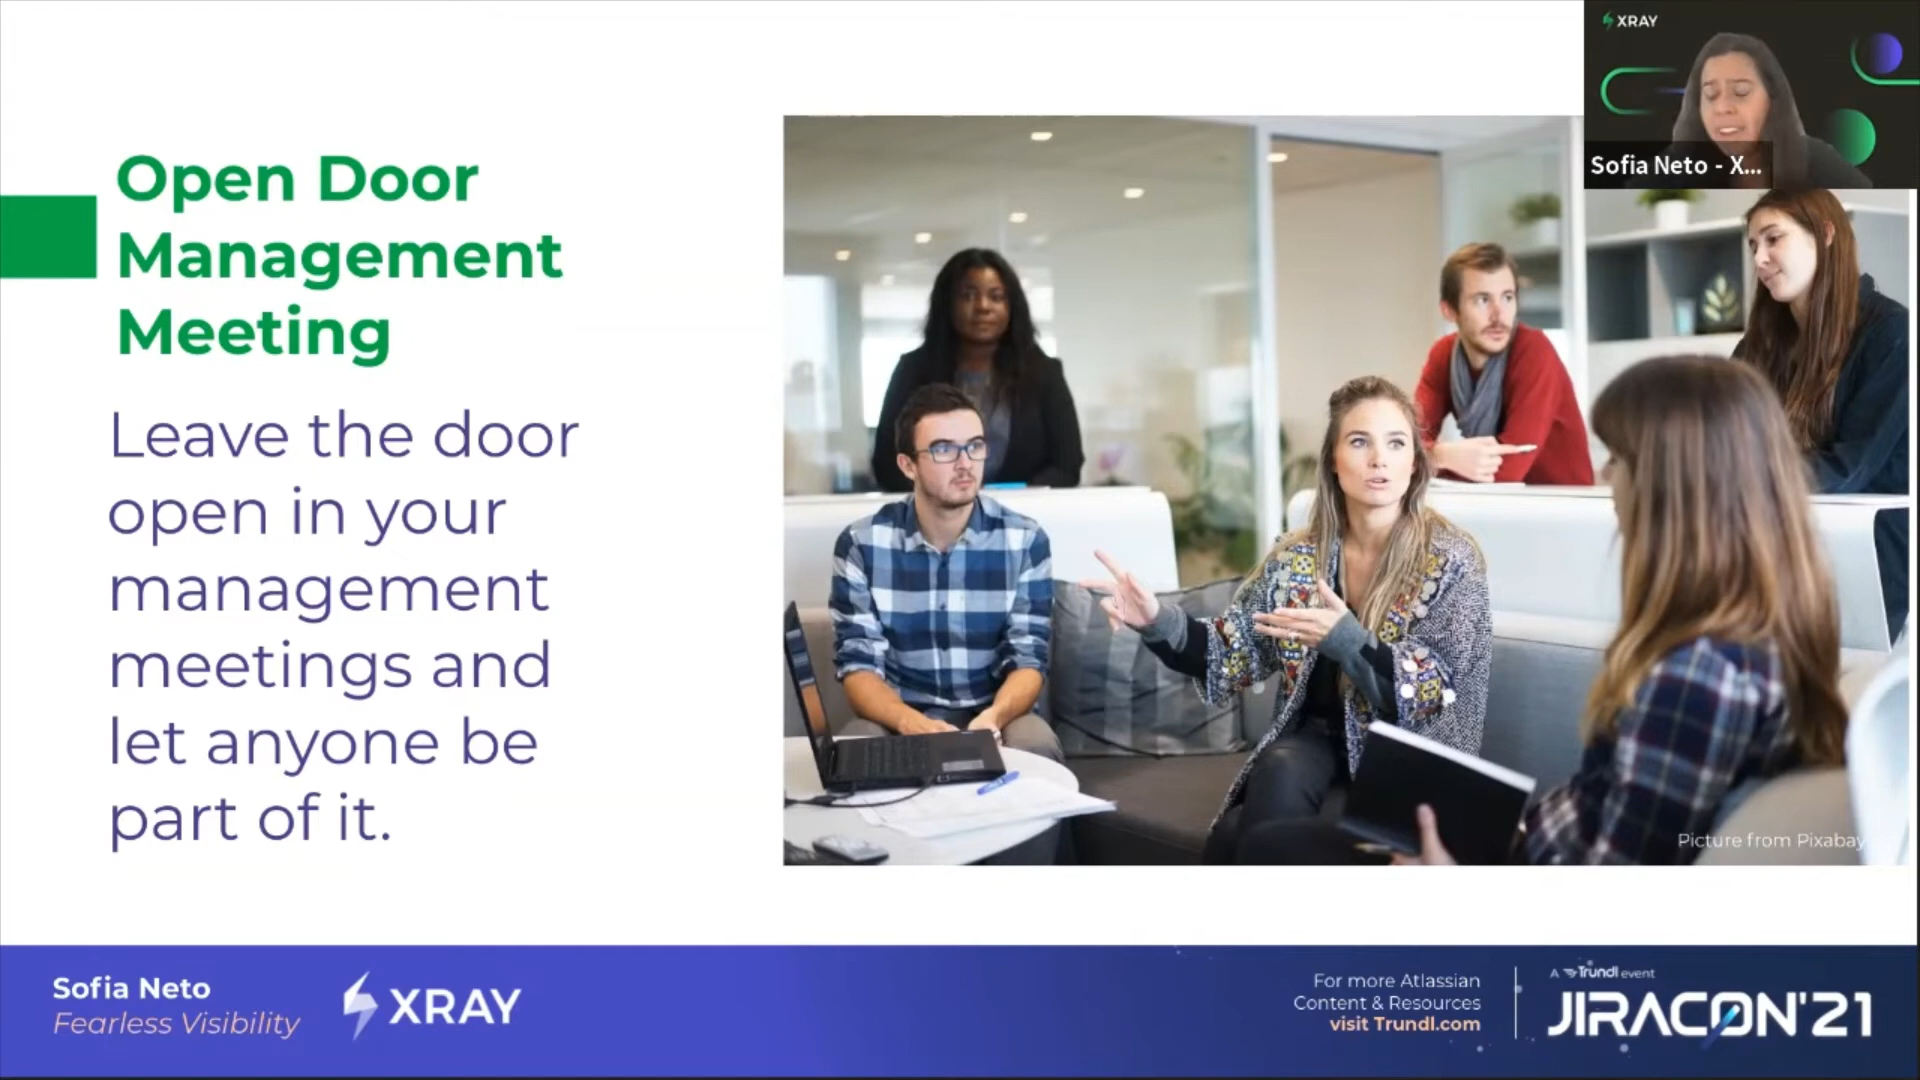 XRAY
Sofia Neto - X...
Open Door
Management
Meeting
Leave the door
open in your
management
meetings and
let anyone be
part of it.
Picture from Pixabay
Sofia Neto
Fearless Visibility
XRAY
For more Atlassian
Content & Resources
visit Trundl.com
A Trundl event
JIRACON'21